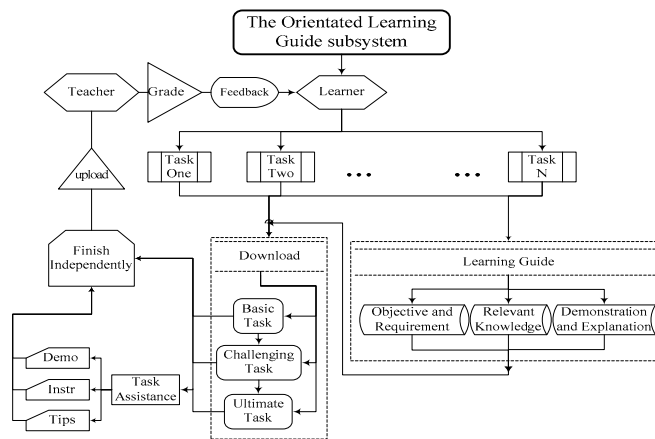 The Orientated Learning
Guide subsystem
Teacher
Grade
Feedback
Learner
Task
One
Task
Two
...
...
Task
N
upload
Finish
Independently
Download
Learning Guide
Basic
Task
Objective and
Requirement
Relevant
Knowledge
Demonstration
and Explanation
Challenging
Task
Demo
Instr
Tips
Task
Assistance
Ultimate
Task